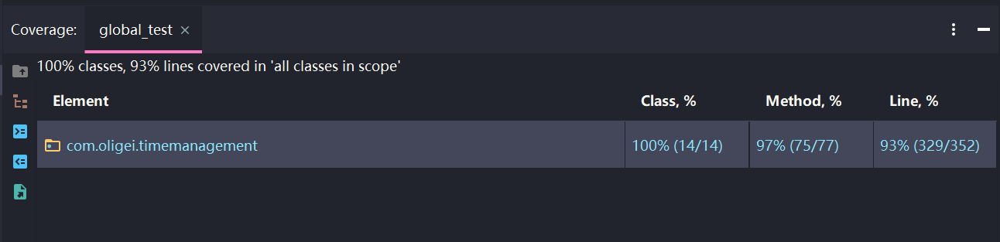 Coverage: global_test ×
100% classes, 93% lines covered in 'all classes in scope'
Element Class, % Method, % Line, %
com.oligei.timemanagement 100% (14/14) 97% (75/77) 93% (329/352)